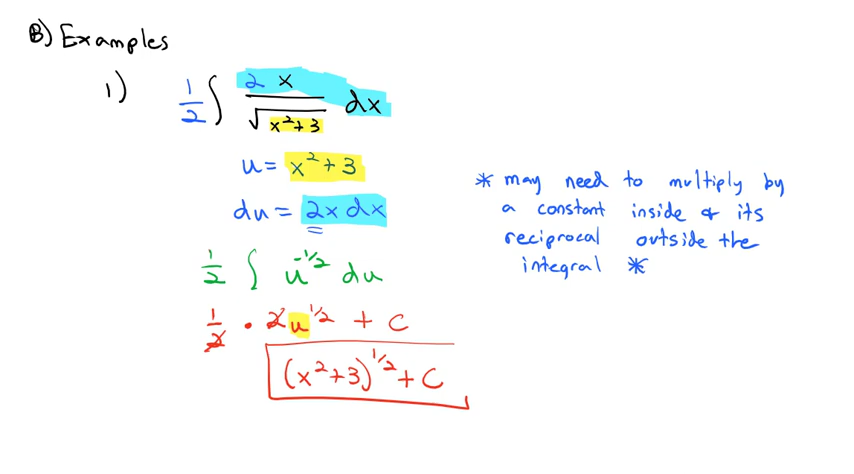 B) Examples
1) 1/2 ∫ 2x/√(x²+3) dx
u = x² + 3
du = 2x dx
* may need to multiply by
a constant inside & its
reciprocal outside the
integral *
1/2 ∫ u^(-1/2) du
1/2 • 2u^(1/2) + C
(x²+3)^(1/2) + C